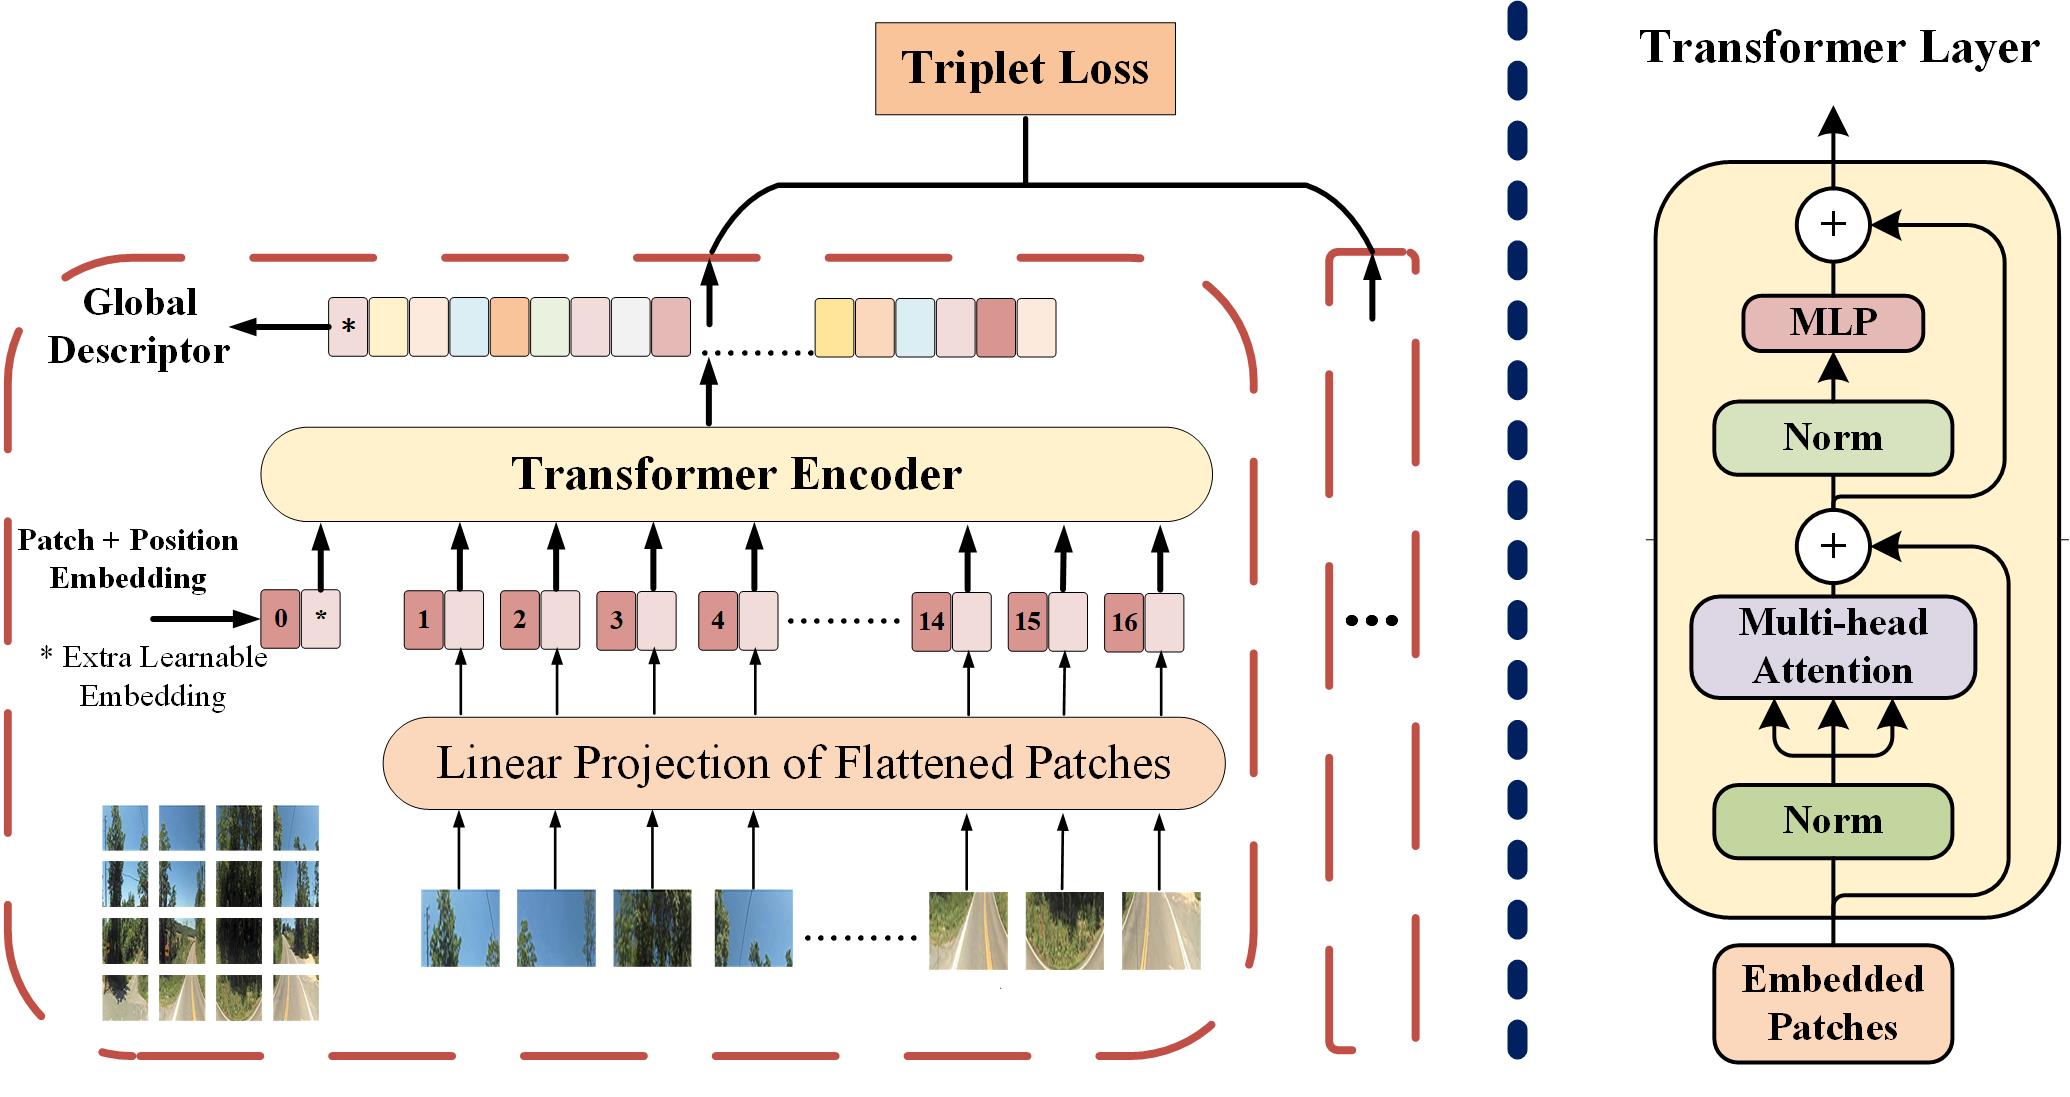 Triplet Loss
Global
Descriptor
*
Transformer Encoder
Patch + Position
Embedding
0 * 1 2 3 4 14 15 16
* Extra Learnable
Embedding
Linear Projection of Flattened Patches
Transformer Layer
+
MLP
Norm
+
Multi-head
Attention
Norm
Embedded
Patches